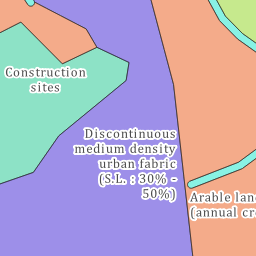 Construction
sites
Discontinuous
medium density
urban fabric
(S.L. : 30% -
50%)
Arable lan
(annual cr